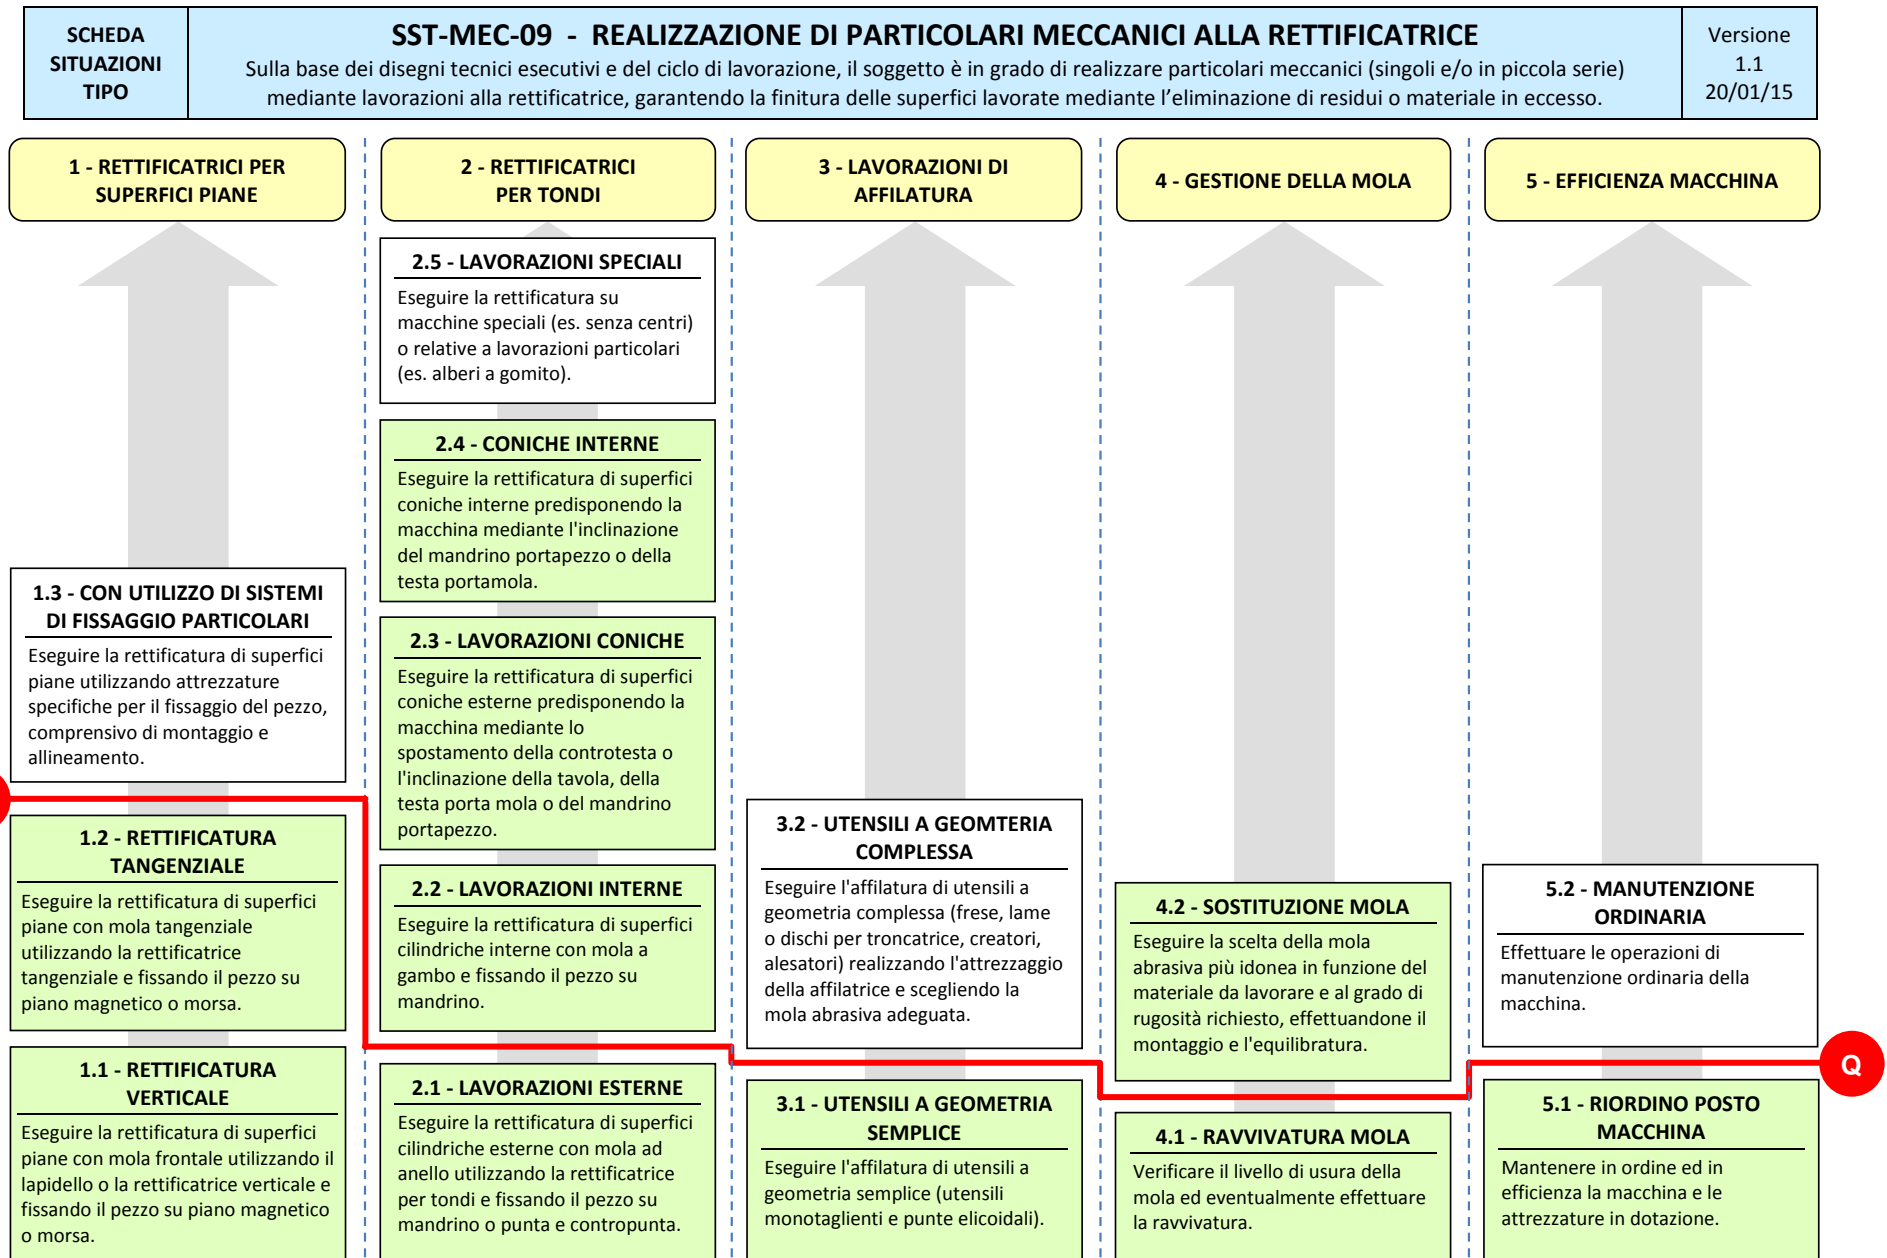 SCHEDA
SITUAZIONI
TIPO
SST-MEC-09 - REALIZZAZIONE DI PARTICOLARI MECCANICI ALLA RETTIFICATRICE
Sulla base dei disegni tecnici esecutivi e del ciclo di lavorazione, il soggetto è in grado di realizzare particolari meccanici (singoli e/o in piccola serie)
mediante lavorazioni alla rettificatrice, garantendo la finitura delle superfici lavorate mediante l’eliminazione di residui o materiale in eccesso.
Versione
1.1
20/01/15
1 - RETTIFICATRICI PER
SUPERFICI PIANE
1.3 - CON UTILIZZO DI SISTEMI
DI FISSAGGIO PARTICOLARI
Eseguire la rettificatura di superfici
piane utilizzando attrezzature
specifiche per il fissaggio del pezzo,
comprensivo di montaggio e
allineamento.
1.2 - RETTIFICATURA
TANGENZIALE
Eseguire la rettificatura di superfici
piane con mola tangenziale
utilizzando la rettificatrice
tangenziale e fissando il pezzo su
piano magnetico o morsa.
1.1 - RETTIFICATURA
VERTICALE
Eseguire la rettificatura di superfici
piane con mola frontale utilizzando il
lapidello o la rettificatrice verticale e
fissando il pezzo su piano magnetico
o morsa.
2 - RETTIFICATRICI
PER TONDI
2.5 - LAVORAZIONI SPECIALI
Eseguire la rettificatura su
macchine speciali (es. senza centri)
o relative a lavorazioni particolari
(es. alberi a gomito).
2.4 - CONICHE INTERNE
Eseguire la rettificatura di superfici
coniche interne predisponendo la
macchina mediante l'inclinazione
del mandrino portapezzo o della
testa portamola.
2.3 - LAVORAZIONI CONICHE
Eseguire la rettificatura di superfici
coniche esterne predisponendo la
macchina mediante lo
spostamento della controtesta o
l'inclinazione della tavola, della
testa porta mola o del mandrino
portapezzo.
2.2 - LAVORAZIONI INTERNE
Eseguire la rettificatura di superfici
cilindriche interne con mola a
gambo e fissando il pezzo su
mandrino.
2.1 - LAVORAZIONI ESTERNE
Eseguire la rettificatura di superfici
cilindriche esterne con mola ad
anello utilizzando la rettificatrice
per tondi e fissando il pezzo su
mandrino o punta e contropunta.
3 - LAVORAZIONI DI
AFFILATURA
3.2 - UTENSILI A GEOMTERIA
COMPLESSA
Eseguire l'affilatura di utensili a
geometria complessa (frese, lame
o dischi per troncatrice, creatori,
alesatori) realizzando l'attrezzaggio
della affilatrice e scegliendo la
mola abrasiva adeguata.
3.1 - UTENSILI A GEOMETRIA
SEMPLICE
Eseguire l'affilatura di utensili a
geometria semplice (utensili
monotaglienti e punte elicoidali).
4 - GESTIONE DELLA MOLA
4.2 - SOSTITUZIONE MOLA
Eseguire la scelta della mola
abrasiva più idonea in funzione del
materiale da lavorare e al grado di
rugosità richiesto, effettuandone il
montaggio e l'equilibratura.
4.1 - RAVVIVATURA MOLA
Verificare il livello di usura della
mola ed eventualmente effettuare
la ravvivatura.
5 - EFFICIENZA MACCHINA
5.2 - MANUTENZIONE
ORDINARIA
Effettuare le operazioni di
manutenzione ordinaria della
macchina.
5.1 - RIORDINO POSTO
MACCHINA
Mantenere in ordine ed in
efficienza la macchina e le
attrezzature in dotazione.
Q